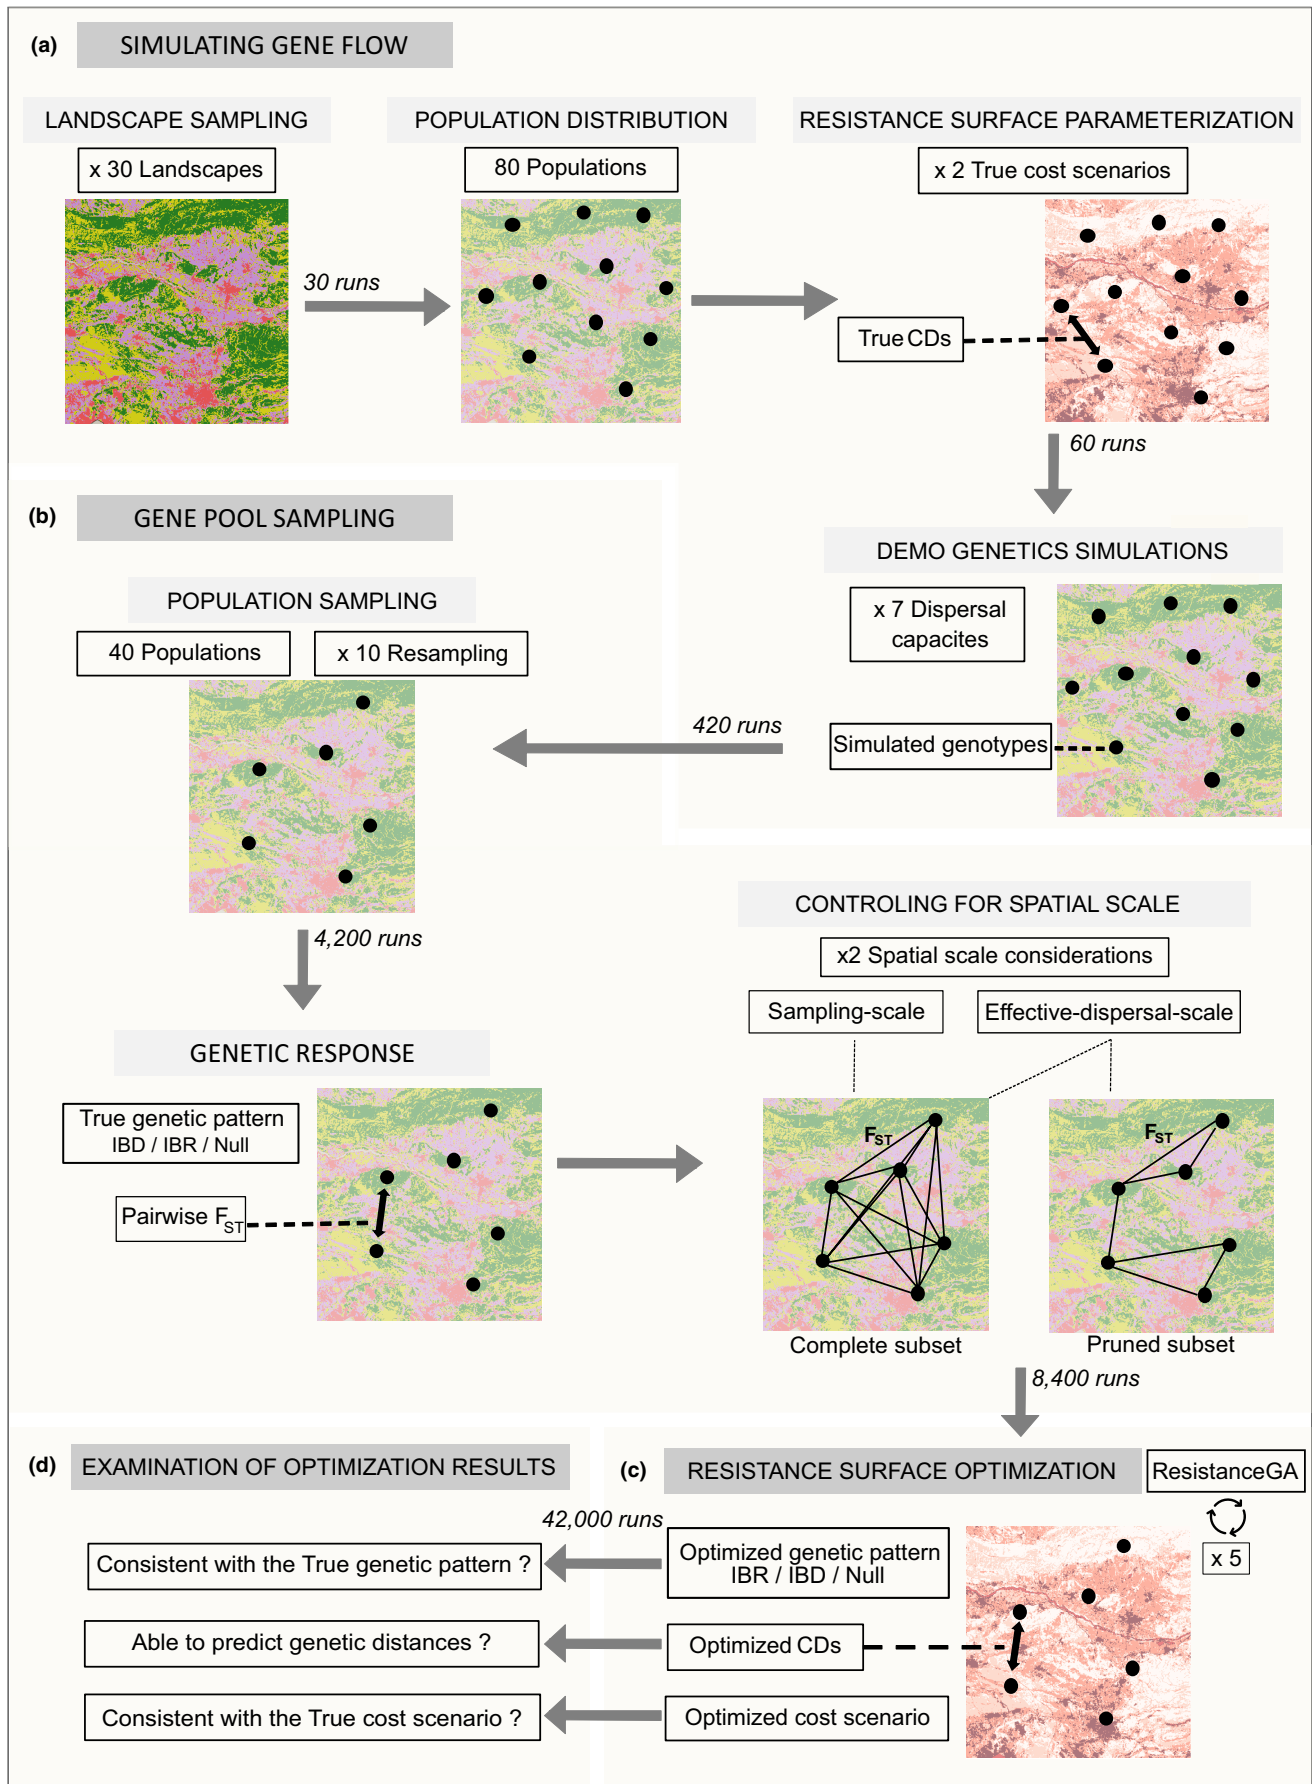 (a) SIMULATING GENE FLOW
LANDSCAPE SAMPLING
x 30 Landscapes
30 runs
POPULATION DISTRIBUTION
80 Populations
RESISTANCE SURFACE PARAMETERIZATION
x 2 True cost scenarios
True CDs
60 runs
DEMO GENETICS SIMULATIONS
x 7 Dispersal
capacites
Simulated genotypes
420 runs
(b) GENE POOL SAMPLING
POPULATION SAMPLING
40 Populations
x 10 Resampling
4,200 runs
GENETIC RESPONSE
True genetic pattern
IBD / IBR / Null
Pairwise FST
CONTROLING FOR SPATIAL SCALE
x2 Spatial scale considerations
Sampling-scale
Effective-dispersal-scale
FST
FST
Complete subset
Pruned subset
8,400 runs
(c) RESISTANCE SURFACE OPTIMIZATION
ResistanceGA
x 5
Optimized genetic pattern
IBR / IBD / Null
Optimized CDs
Optimized cost scenario
42,000 runs
(d) EXAMINATION OF OPTIMIZATION RESULTS
Consistent with the True genetic pattern ?
Able to predict genetic distances ?
Consistent with the True cost scenario ?